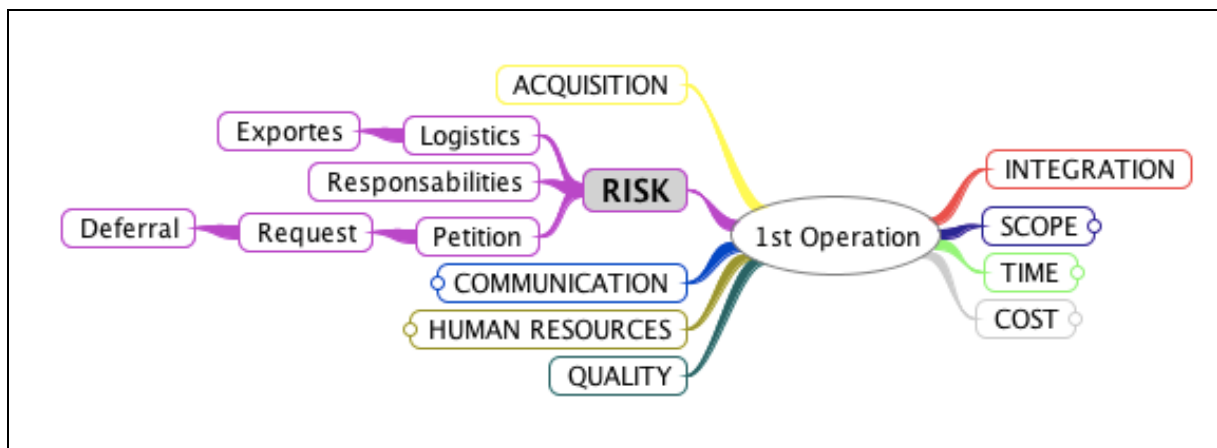 ACQUISITION
Exportes
Logistics
Responsabilities
RISK
Deferral
Request
Petition
COMMUNICATION
HUMAN RESOURCES
QUALITY
1st Operation
INTEGRATION
SCOPE
TIME
COST